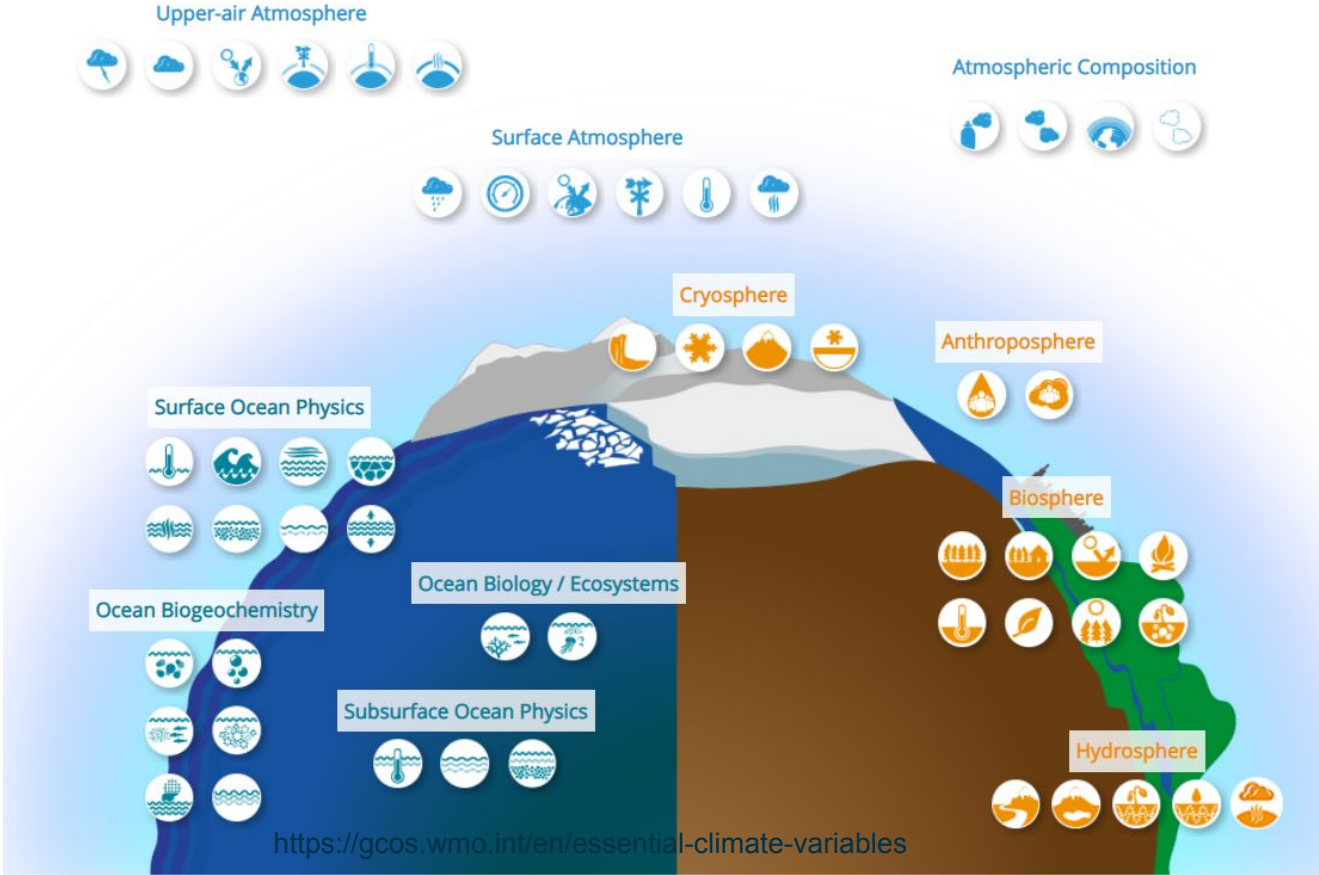 Upper-air Atmosphere
Atmospheric Composition
Surface Atmosphere
Cryosphere
Anthroposphere
Surface Ocean Physics
Biosphere
Ocean Biology / Ecosystems
Ocean Biogeochemistry
Subsurface Ocean Physics
Hydrosphere
https://gcos.wmo.int/en/essential-climate-variables